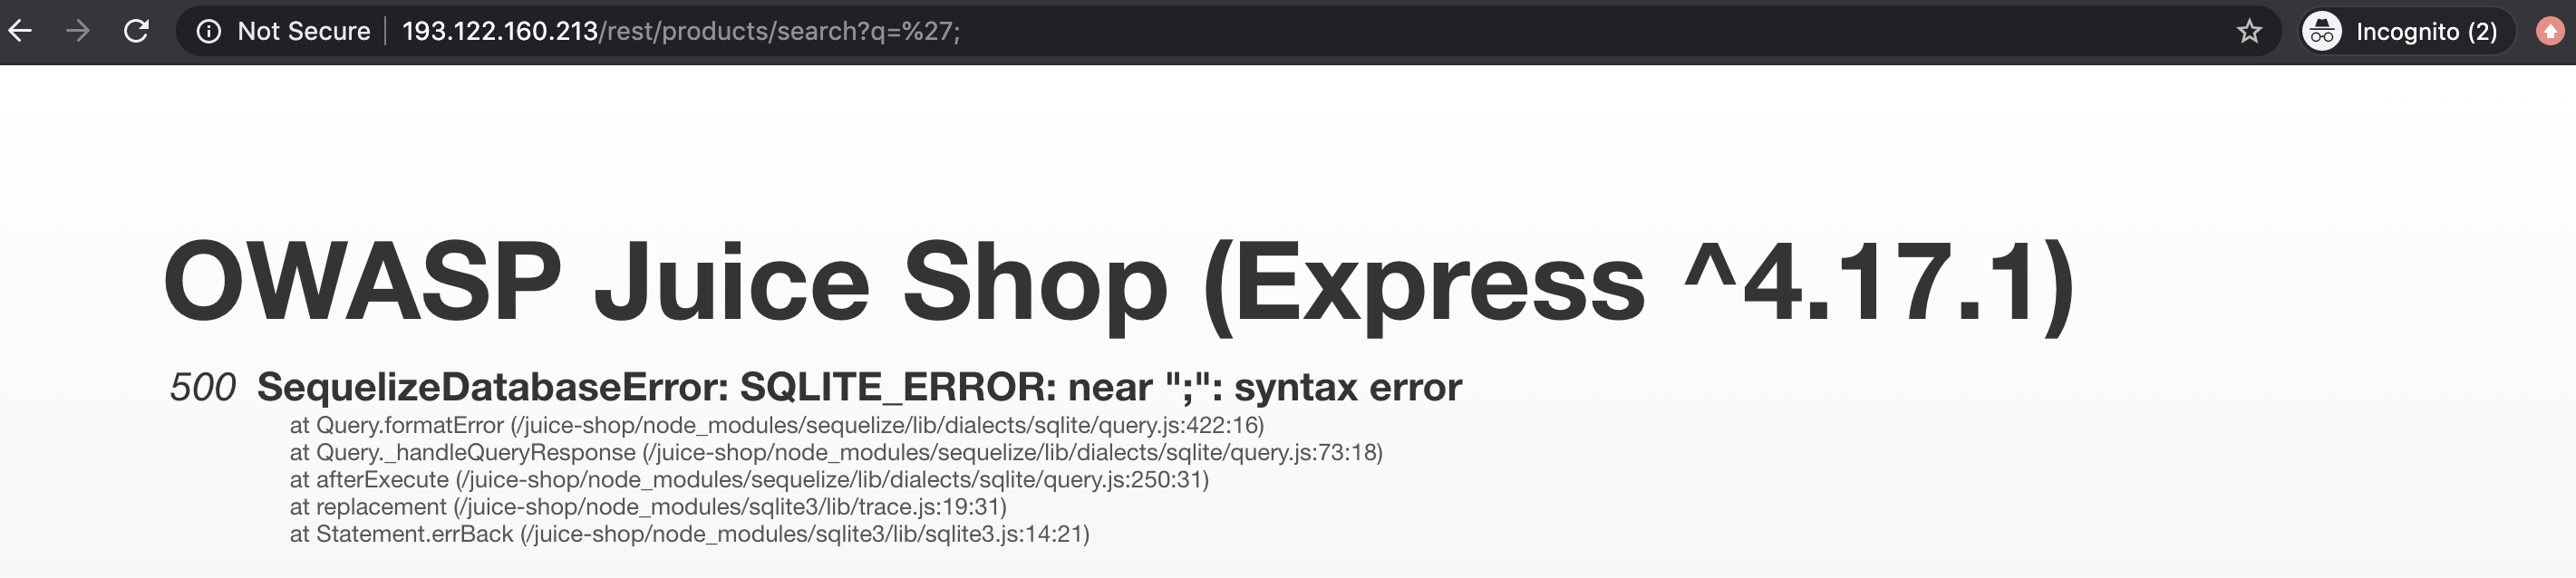 Not Secure 193.122.160.213/rest/products/search?q=%27; Incognito (2)
OWASP Juice Shop (Express ^4.17.1)
500 SequelizeDatabaseError: SQLITE_ERROR: near ";": syntax error
at Query.formatError (/juice-shop/node_modules/sequelize/lib/dialects/sqlite/query.js:422:16)
at Query._handleQueryResponse (/juice-shop/node_modules/sequelize/lib/dialects/sqlite/query.js:73:18)
at afterExecute (/juice-shop/node_modules/sequelize/lib/dialects/sqlite/query.js:250:31)
at replacement (/juice-shop/node_modules/sqlite3/lib/trace.js:19:31)
at Statement.errBack (/juice-shop/node_modules/sqlite3/lib/sqlite3.js:14:21)